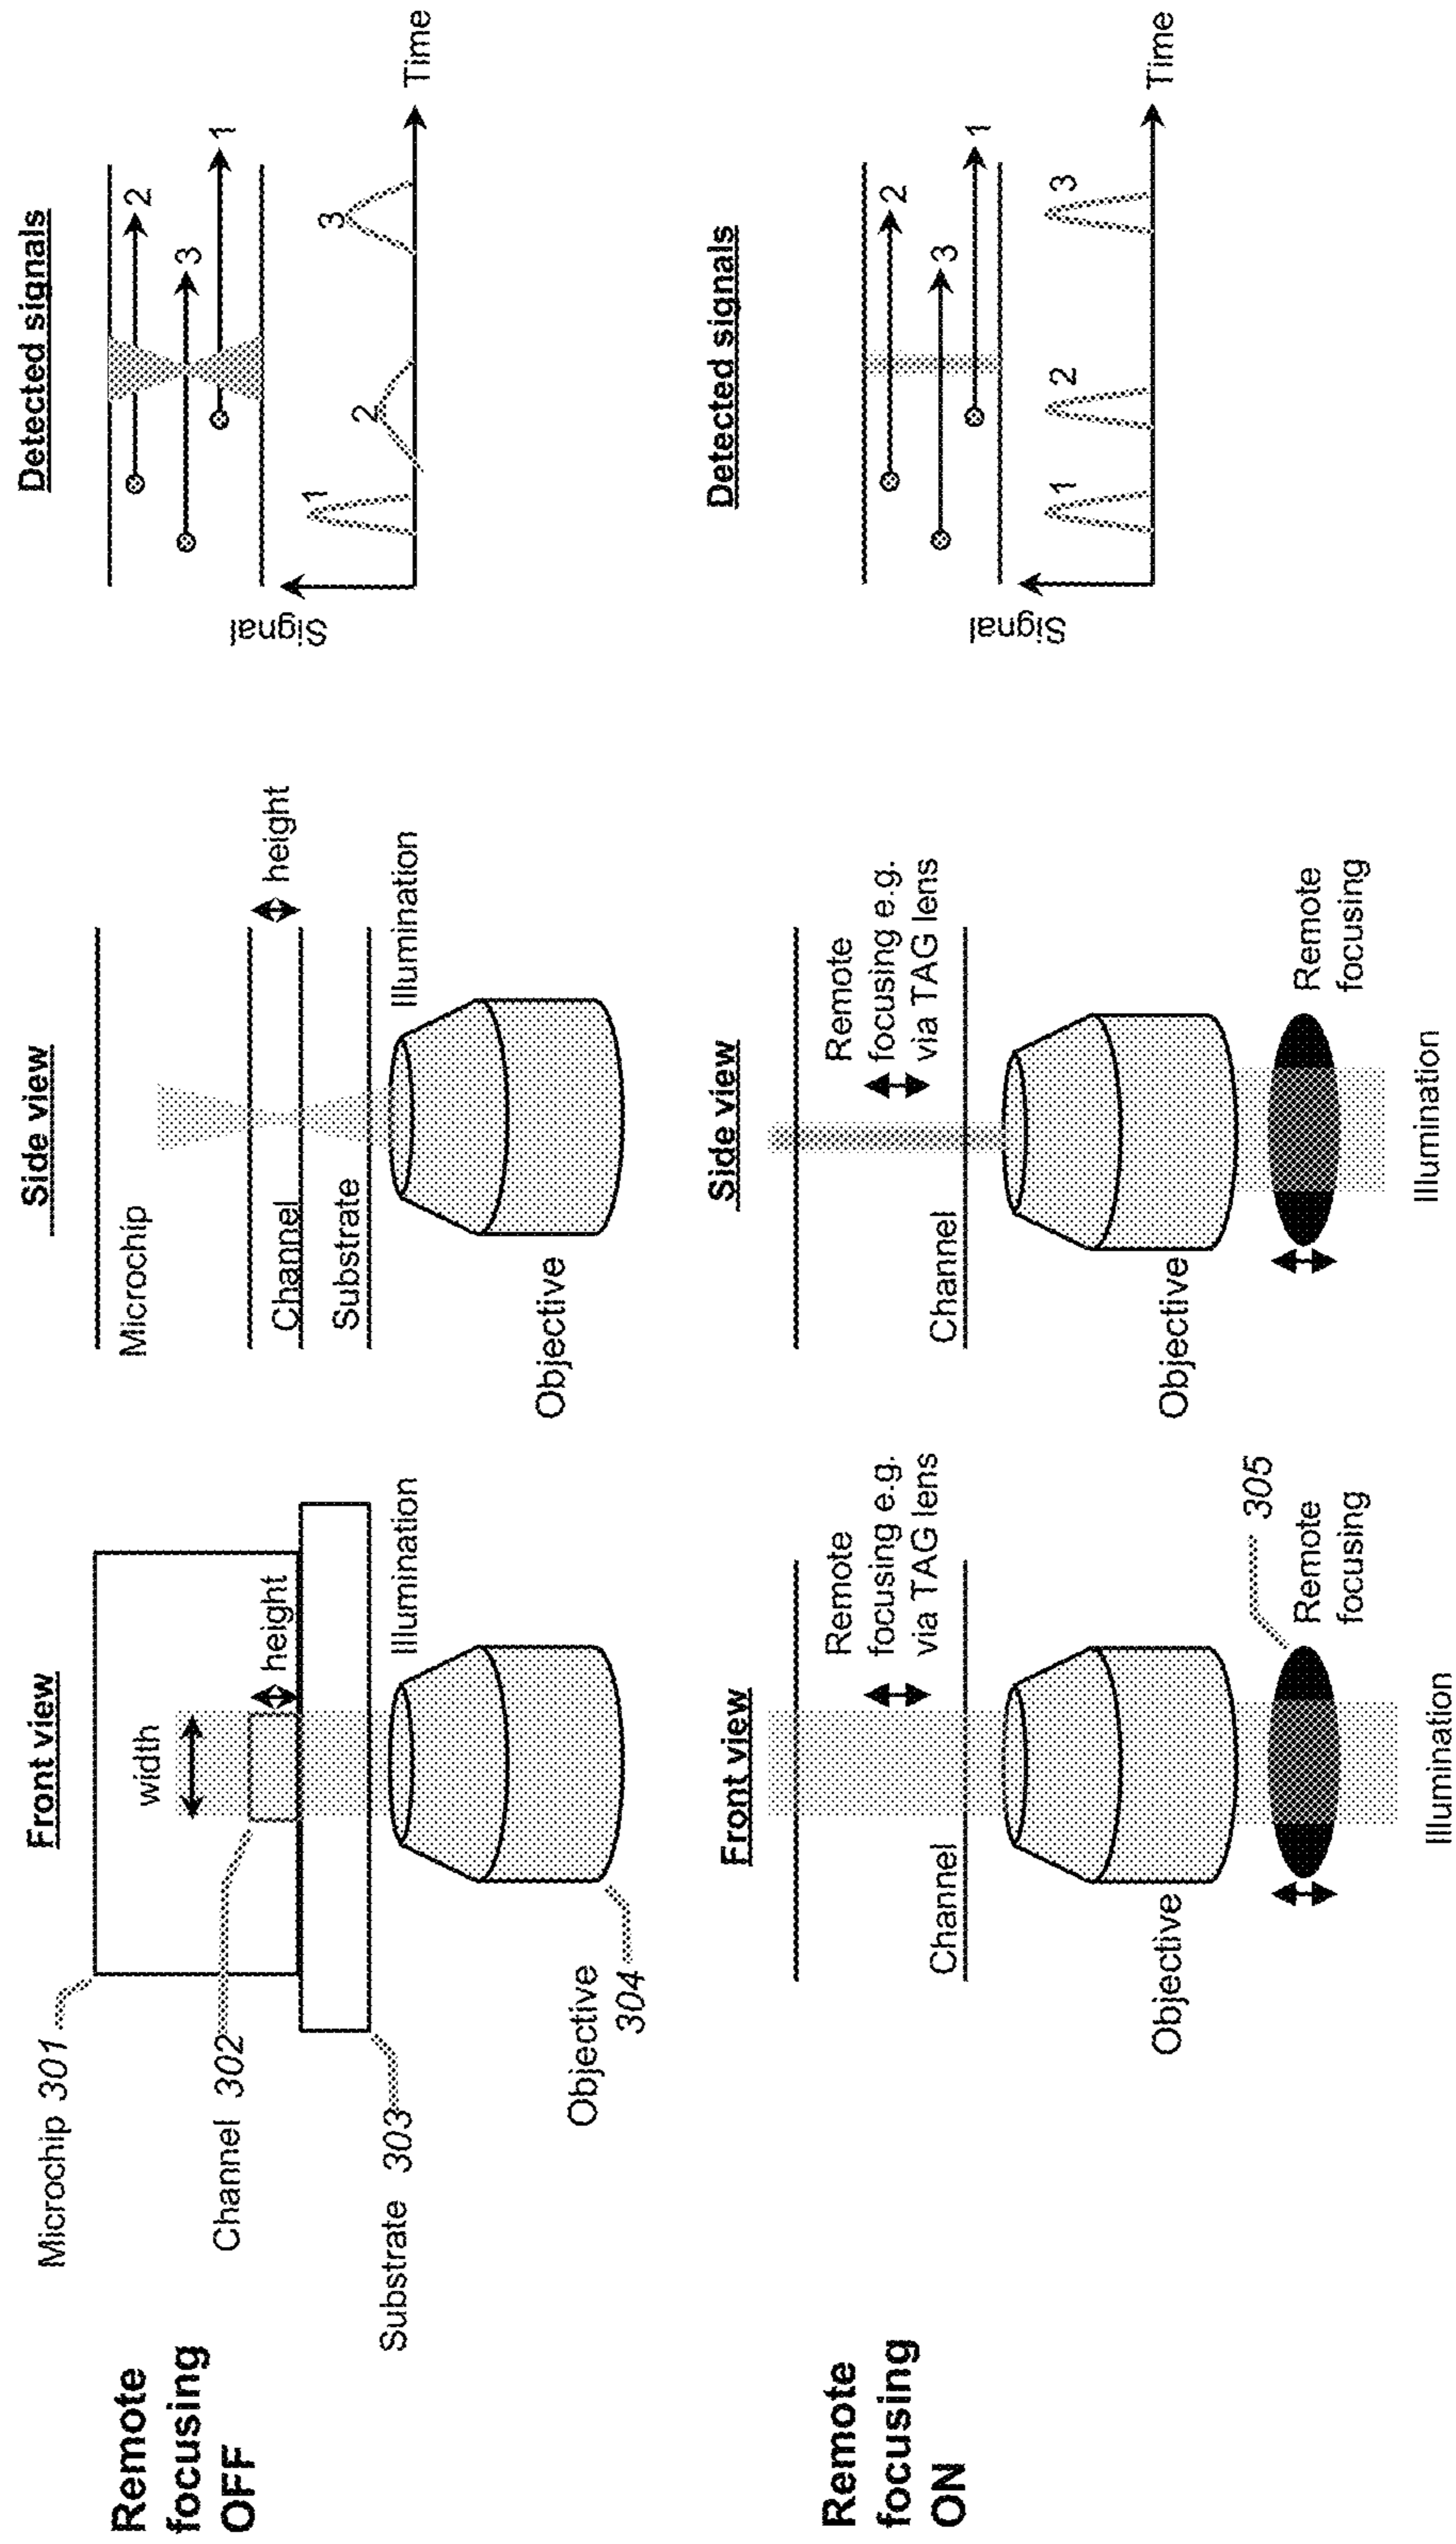 Remote
focusing
OFF
Front view
Microchip 301
Channel 302
Substrate 303
width
height
Illumination
Objective
304
Side view
Microchip
Channel
Substrate
height
Illumination
Objective
Detected signals
2
3
1
Signal
1
2
3
Time
Remote
focusing
ON
Front view
Remote
focusing e.g.
via TAG lens
Channel
Objective
305
Remote
focusing
Illumination
Side view
Remote
focusing e.g.
via TAG lens
Channel
Objective
Remote
focusing
Illumination
Detected signals
2
3
1
Signal
1
2
3
Time